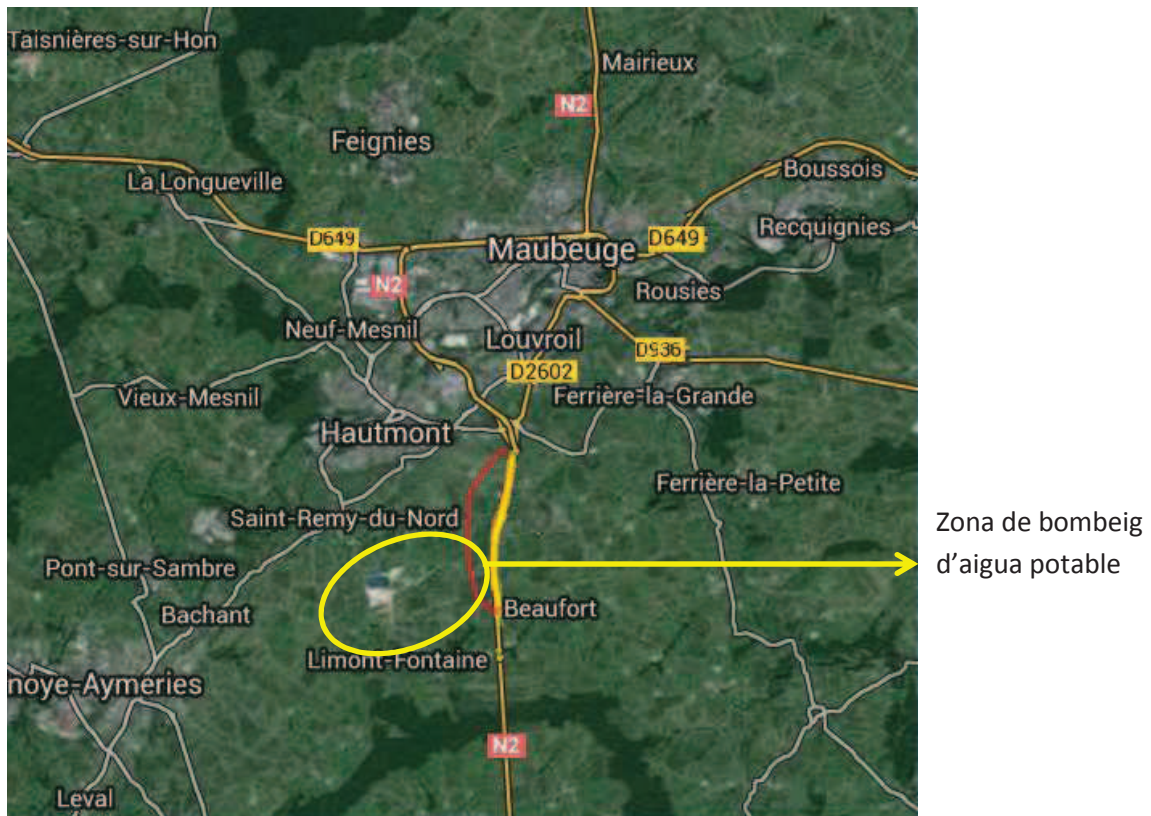 Taisnières-sur-Hon
Mairieux
N2
Feignies
Boussois
La Longueville
Recquignies
D649
Maubeuge
D649
N2
Rousies
Neuf-Mesnil
Louvroil
D936
D2602
Vieux-Mesnil
Ferrière-la-Grande
Hautmont
Ferrière-la-Petite
Saint-Remy-du-Nord
Zona de bombeig
d’aigua potable
Pont-sur-Sambre
Beaufort
Bachant
Limont-Fontaine
noye-Aymeries
N2
Leval